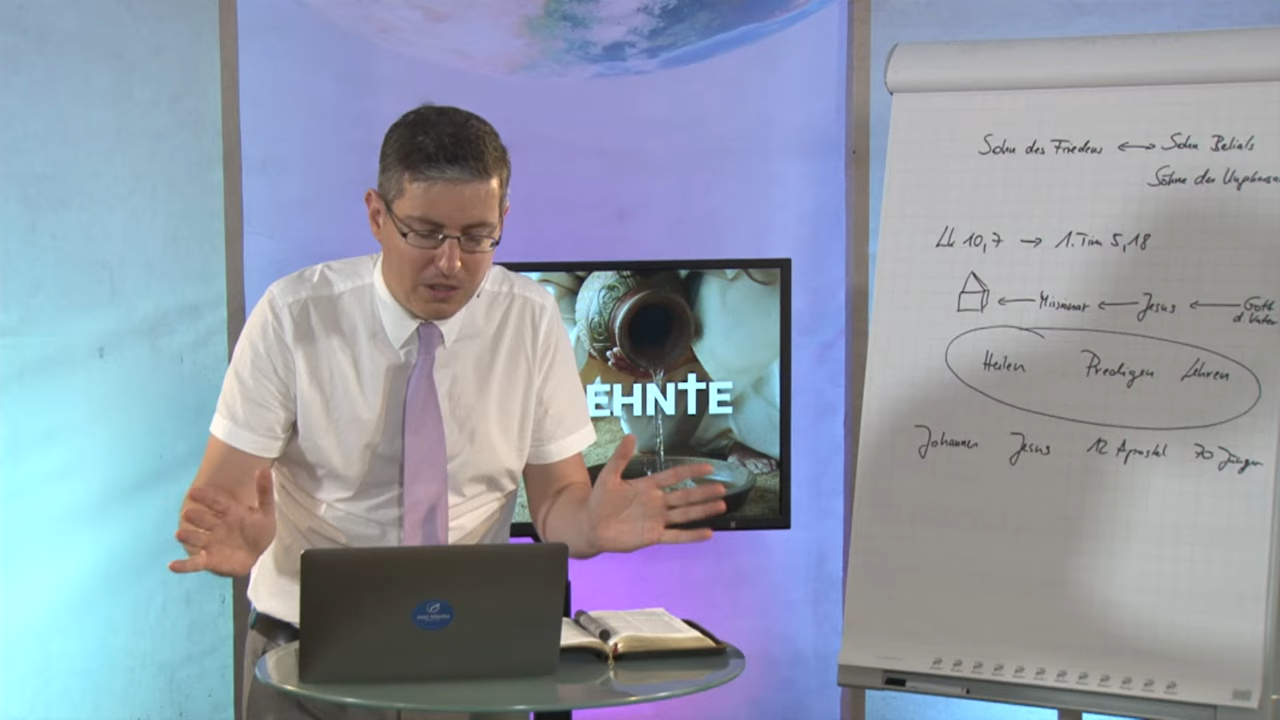 Sohn des Friedens ⟷ Sohn Belials
Söhne des
Lk 10,7 → 1. Tim 5,18
← Missionar ← Jesus ← Gott
d. Vater
Heilen Predigen Lehren
Johannes Jesus 12 Apostel 70 Jünger
EHNTE